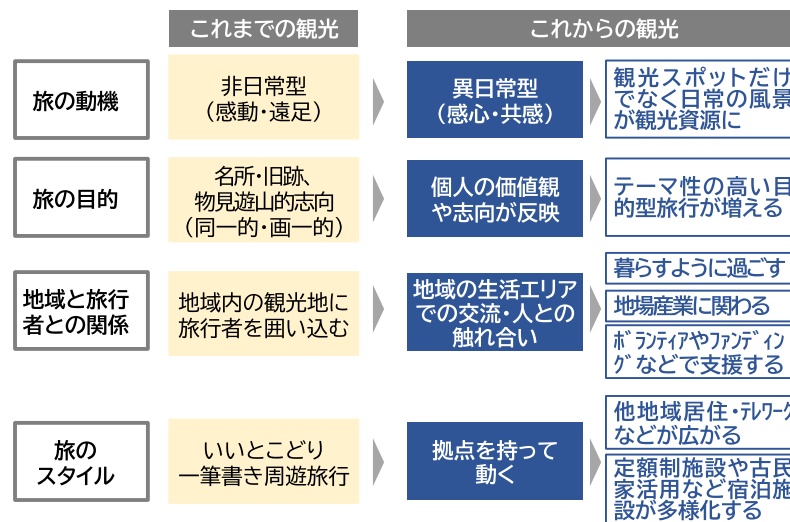 これまでの観光
これからの観光
旅の動機
非日常型
（感動・遠足）
異日常型
（感心・共感）
観光スポットだけ
でなく日常の風景
が観光資源に
旅の目的
名所・旧跡、
物見遊山的志向
（同一的・画一的）
個人の価値観
や志向が反映
テーマ性の高い目
的型旅行が増える
地域と旅行
者との関係
地域内の観光地に
旅行者を囲い込む
地域の生活エリア
での交流・人との
触れ合い
暮らすように過ごす
地場産業に関わる
ﾎﾞﾗﾝﾃｨｱやﾌｧﾝﾃﾞｨﾝ
ｸﾞなどで支援する
旅の
スタイル
いいとこどり
一筆書き周遊旅行
拠点を持って
動く
他地域居住・ﾃﾚﾜｰｸ
などが広がる
定額制施設や古民
家活用など宿泊施
設が多様化する